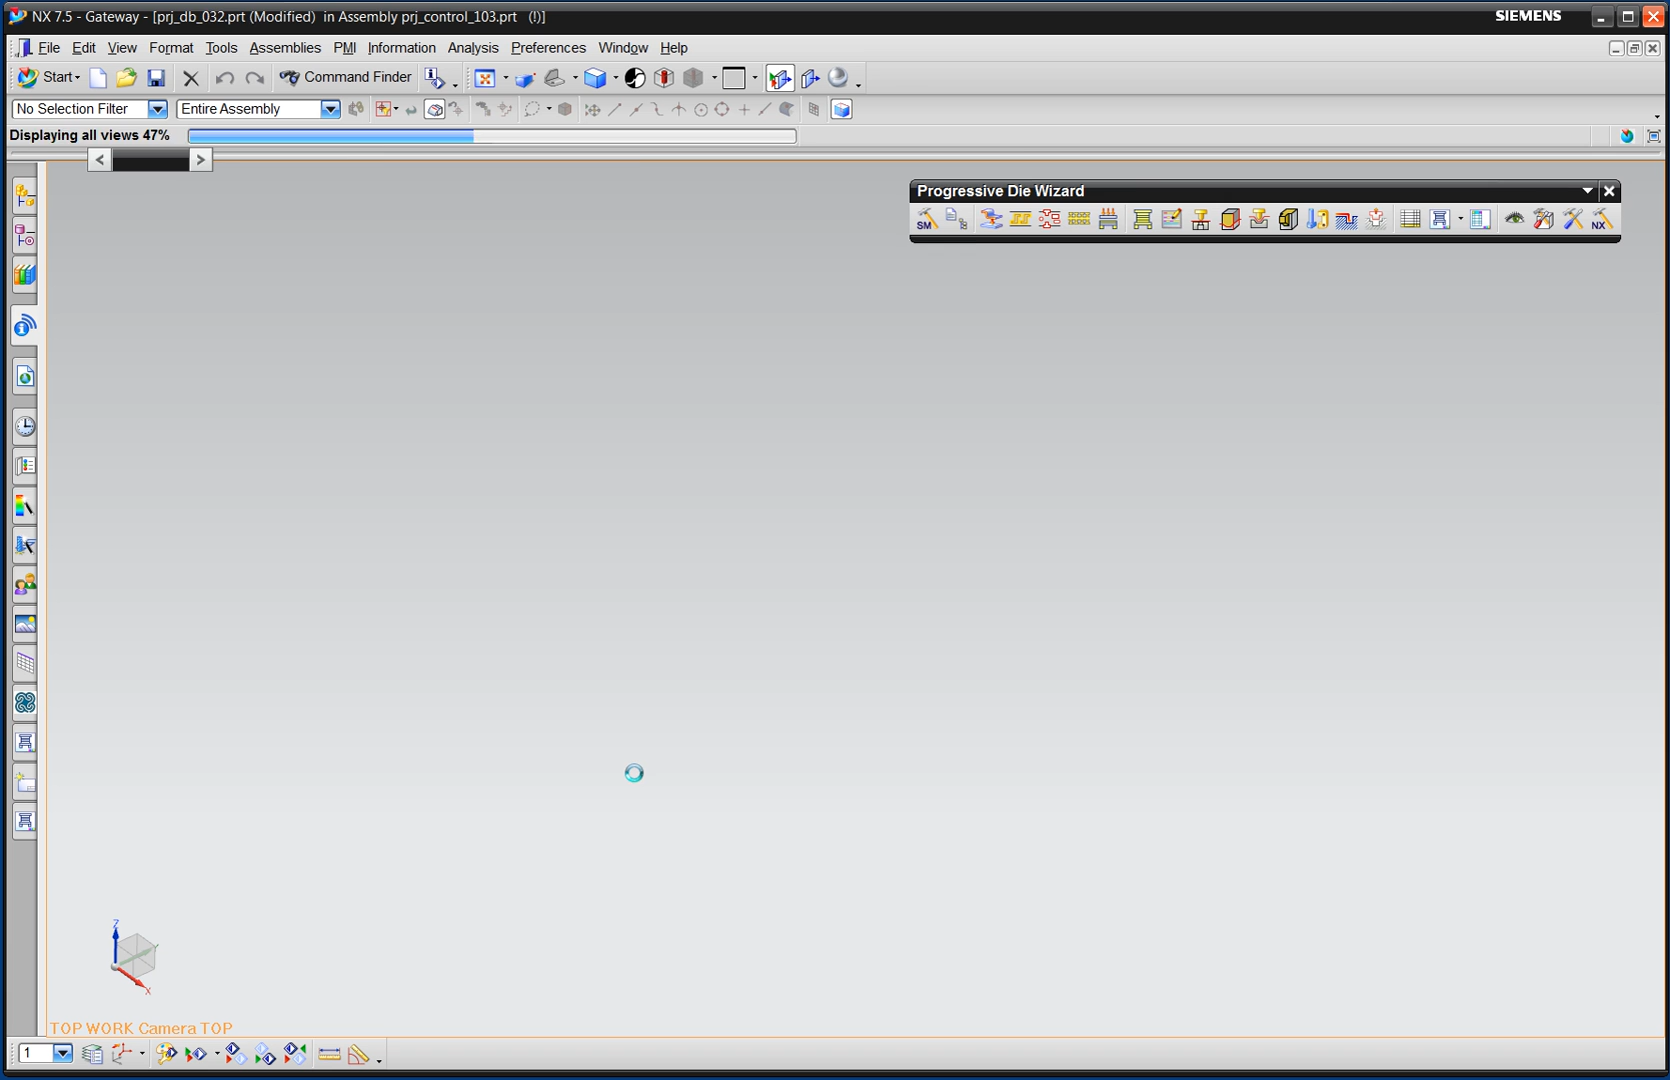 NX 7.5 - Gateway - [prj_db_032.prt (Modified)  in Assembly prj_control_103.prt  (!)]
SIEMENS
File Edit View Format Tools Assemblies PMI Information Analysis Preferences Window Help
Start Command Finder
No Selection Filter Entire Assembly
Displaying all views 47%
< >
Progressive Die Wizard
SM NX
Z
X
TOP WORK Camera TOP
1